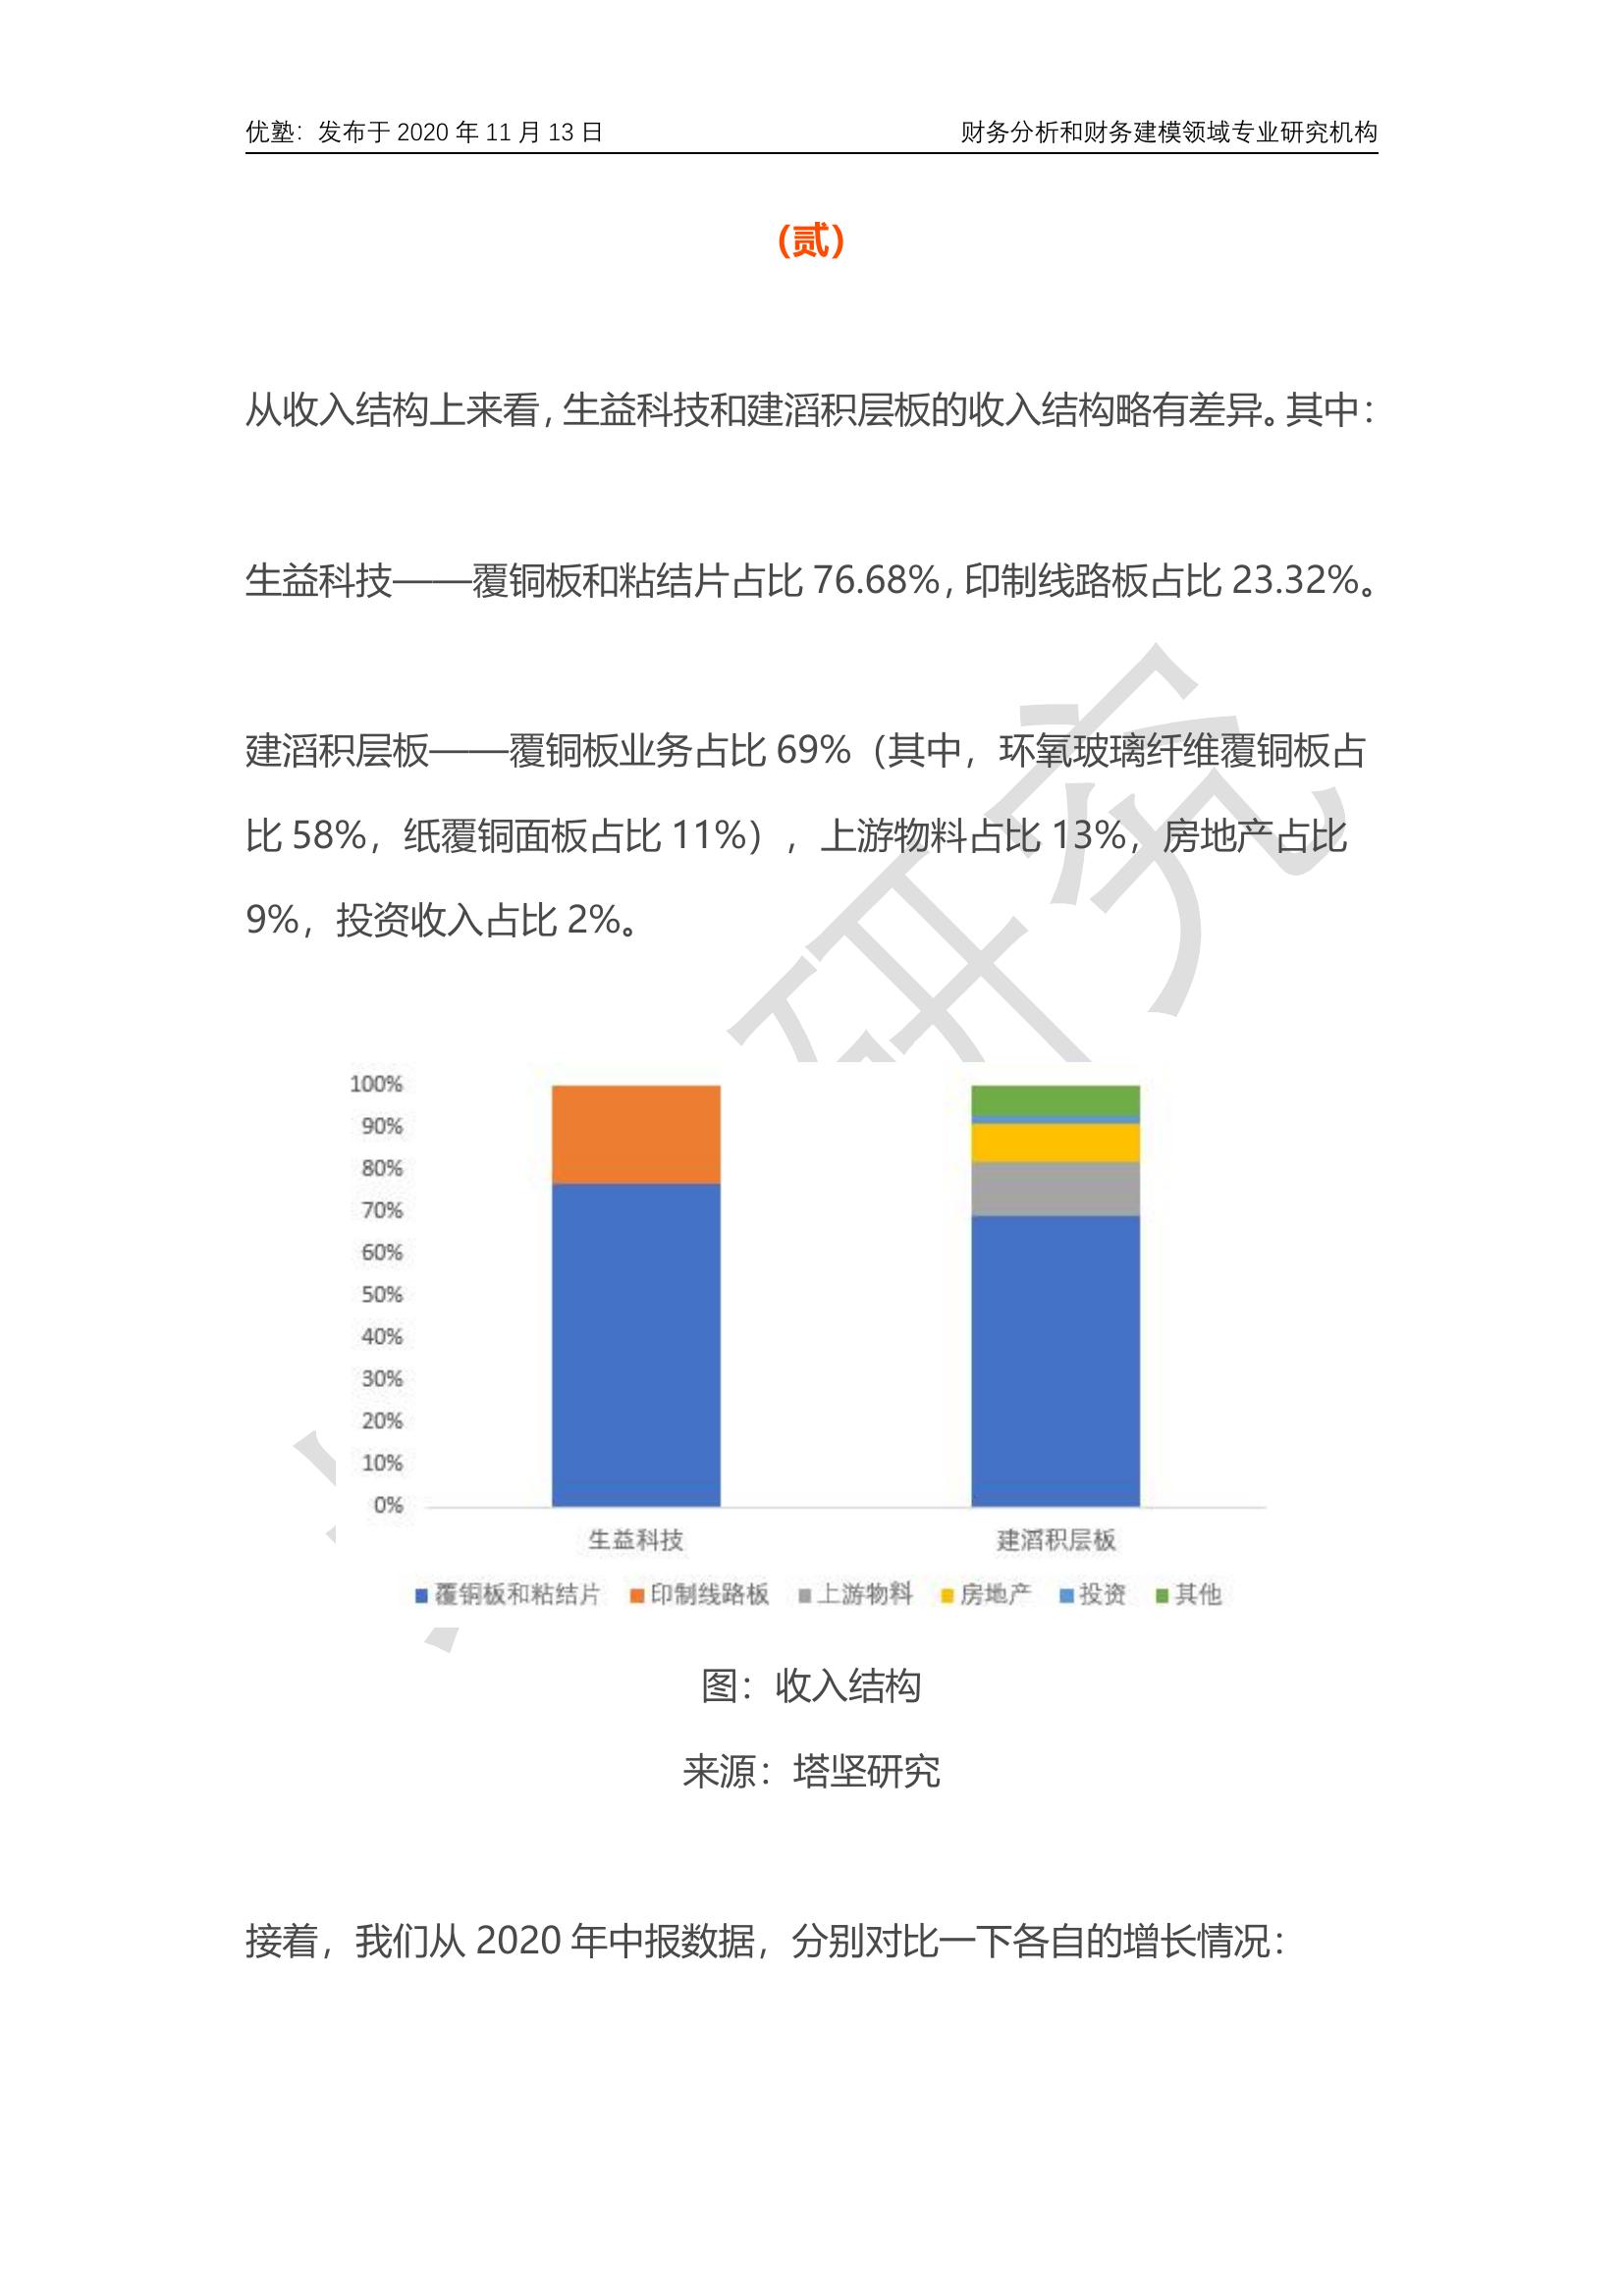 优塾：发布于 2020 年 11 月 13 日
财务分析和财务建模领域专业研究机构
（贰）
从收入结构上来看，生益科技和建滔积层板的收入结构略有差异。其中：
生益科技——覆铜板和粘结片占比 76.68%，印制线路板占比 23.32%。
建滔积层板——覆铜板业务占比 69%（其中，环氧玻璃纤维覆铜板占
比 58%，纸覆铜面板占比 11%），上游物料占比 13%，房地产占比
9%，投资收入占比 2%。
研究
100%
90%
80%
70%
60%
50%
40%
30%
20%
10%
0%
生益科技 建滔积层板
覆铜板和粘结片 印制线路板 上游物料 房地产 投资 其他
图：收入结构
来源：塔坚研究
接着，我们从 2020 年中报数据，分别对比一下各自的增长情况：